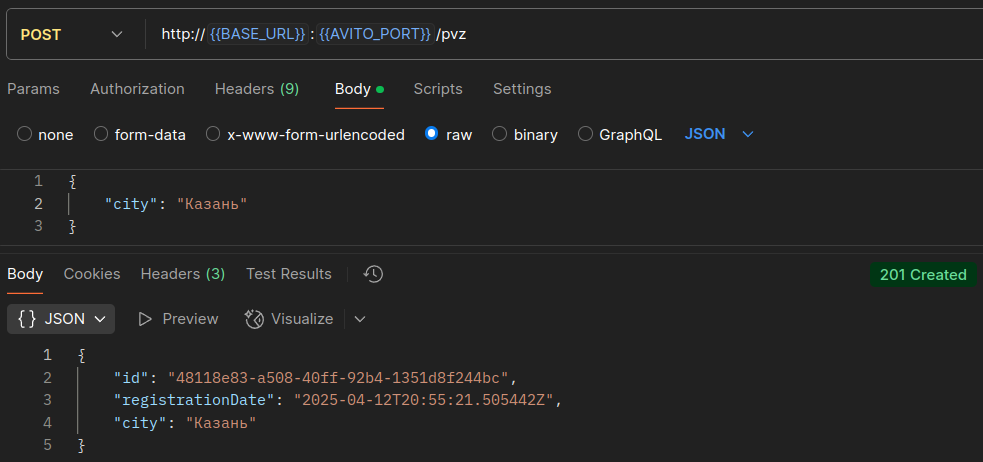 POST http://{{BASE_URL}}:{{AVITO_PORT}}/pvz
Params Authorization Headers (9) Body Scripts Settings
none form-data x-www-form-urlencoded raw binary GraphQL JSON
1 {
2 "city": "Казань"
3 }
Body Cookies Headers (3) Test Results 201 Created
{} JSON Preview Visualize
1 {
2 "id": "48118e83-a508-40ff-92b4-1351d8f244bc",
3 "registrationDate": "2025-04-12T20:55:21.505442Z",
4 "city": "Казань"
5 }